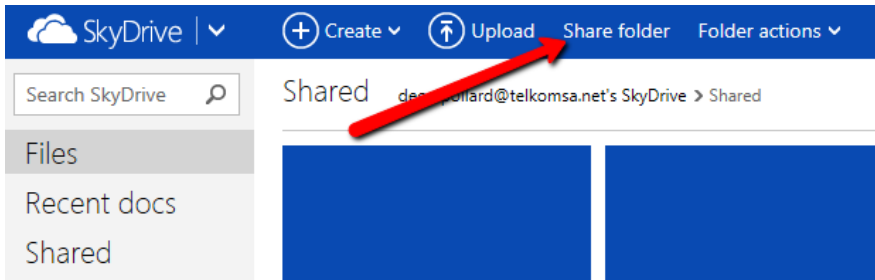 SkyDrive
Create
Upload
Share folder
Folder actions
Search SkyDrive
Shared
SkyDrive > Shared
Files
Recent docs
Shared